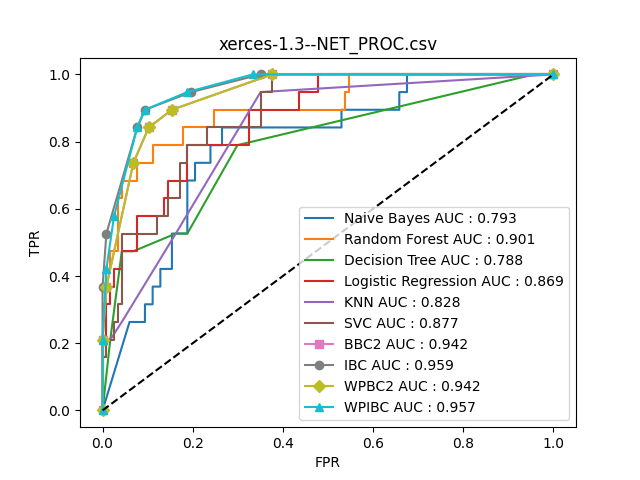 xerces-1.3--NET_PROC.csv
1.0
0.8
0.6
0.4
0.2
0.0
TPR
Naive Bayes AUC : 0.793
Random Forest AUC : 0.901
Decision Tree AUC : 0.788
Logistic Regression AUC : 0.869
KNN AUC : 0.828
SVC AUC : 0.877
BBC2 AUC : 0.942
IBC AUC : 0.959
WPBC2 AUC : 0.942
WPIBC AUC : 0.957
0.0 0.2 0.4 0.6 0.8 1.0
FPR